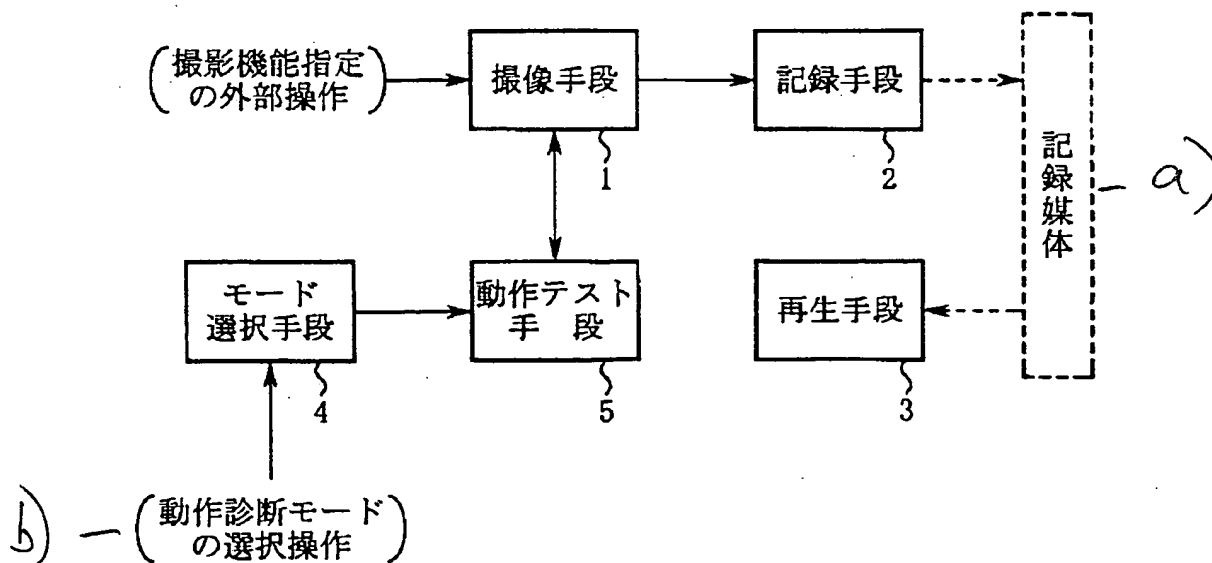 撮影機能指定
の外部操作
撮像手段
1
記録手段
2
記録媒体
- a)
モード
選択手段
4
動作テスト
手 段
5
再生手段
3
b) -
動作診断モード
の選択操作